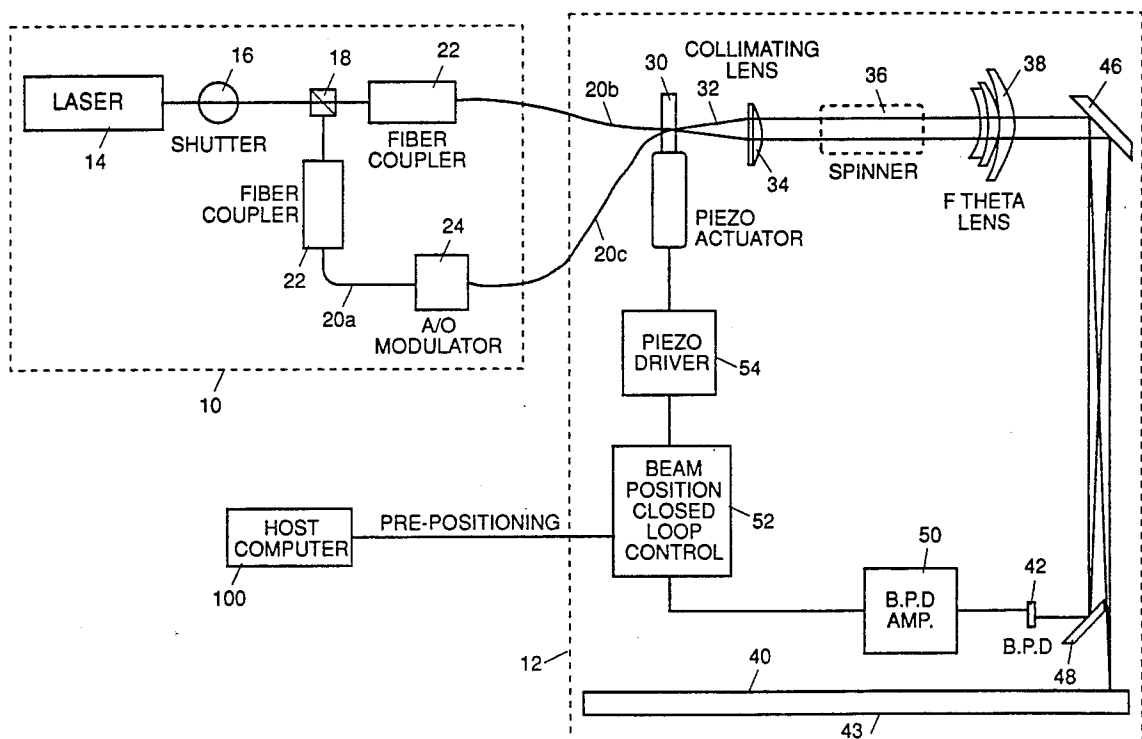 16
18
22
LASER
14
SHUTTER
FIBER
COUPLER
FIBER
COUPLER
22
20a
24
A/O
MODULATOR
10
20b
20c
30
COLLIMATING
LENS
32
34
36
SPINNER
38
F THETA
LENS
46
PIEZO
ACTUATOR
PIEZO
DRIVER
54
BEAM
POSITION
CLOSED
LOOP
CONTROL
52
HOST
COMPUTER
100
PRE-POSITIONING
50
B.P.D
AMP.
42
B.P.D
48
12
40
43